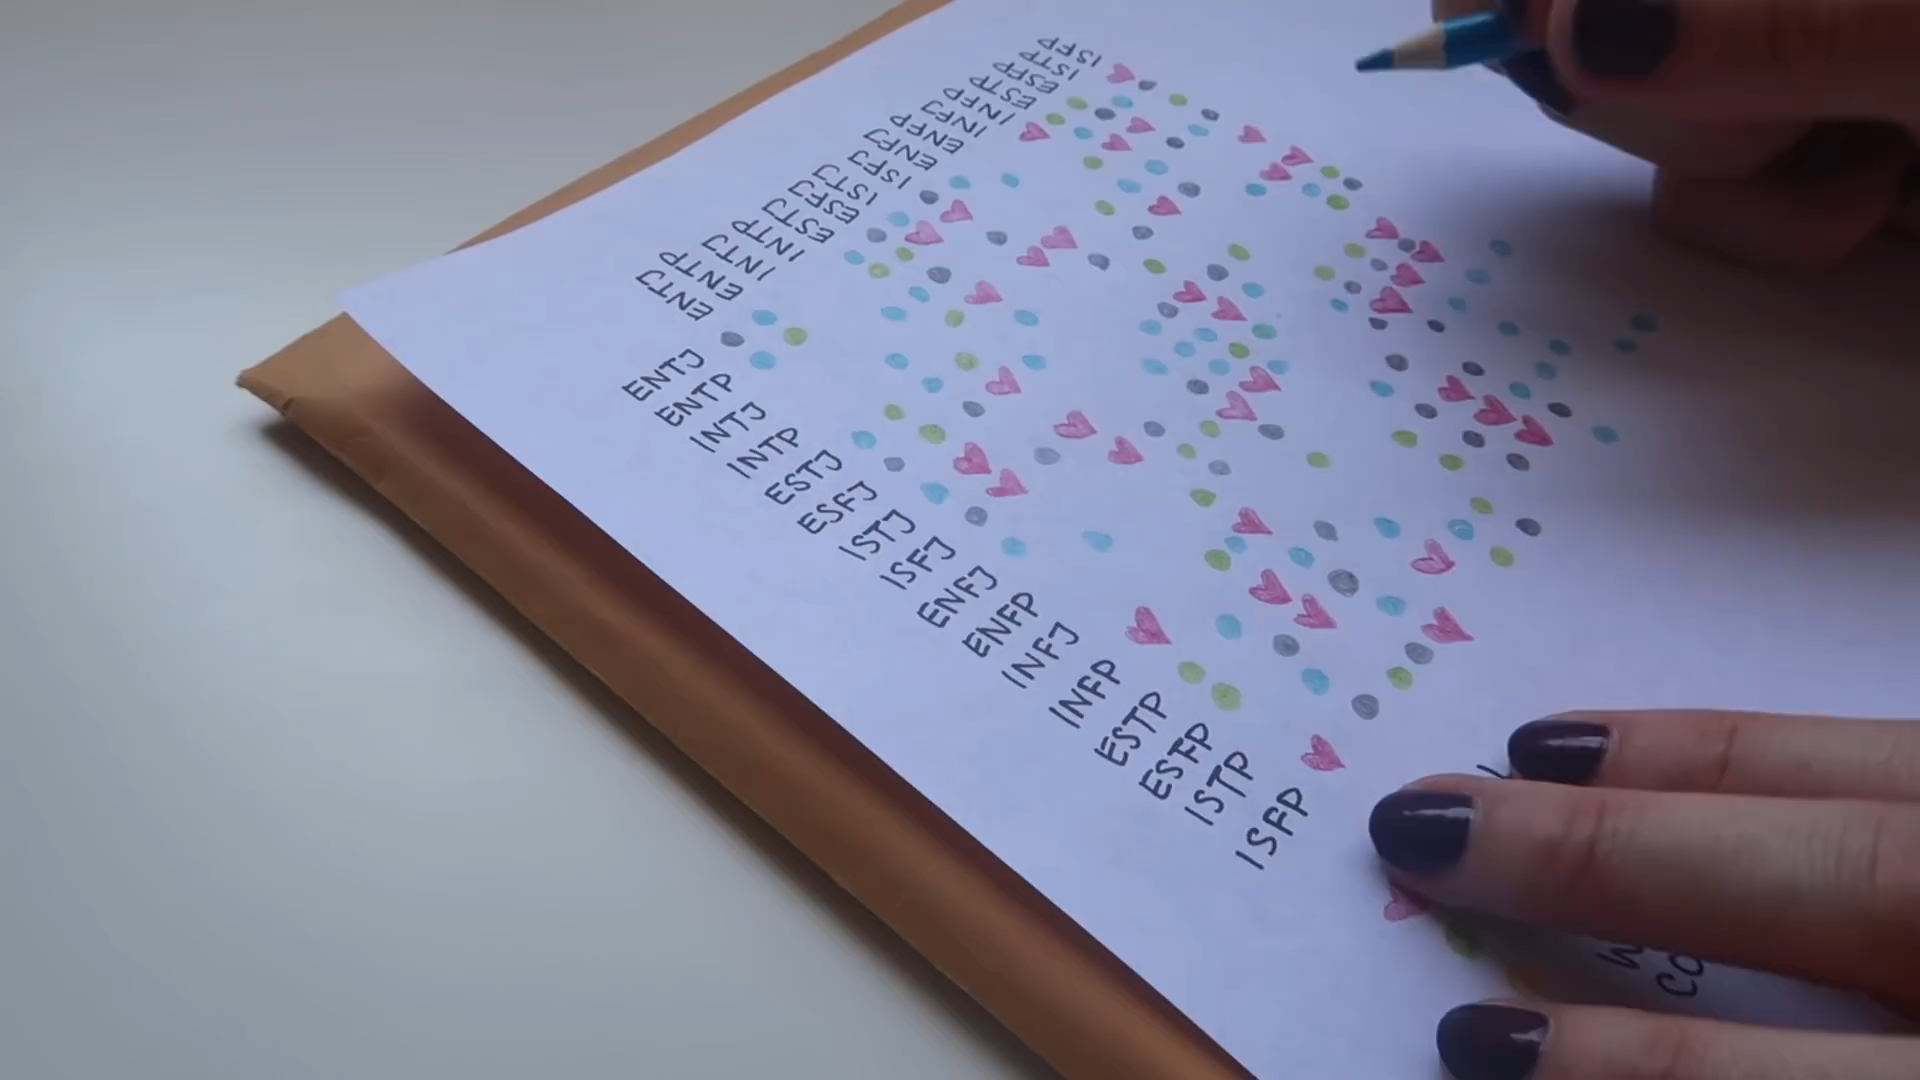 ISFP
ISTP
ESFP
ESTP
INFP
INFJ
ENFP
ENFJ
ISFJ
ISTJ
ESFJ
ESTJ
INTP
INTJ
ENTP
ENTJ
ENTJ
ENTP
INTJ
INTP
ESTJ
ESFJ
ISTJ
ISFJ
ENFJ
ENFP
INFJ
INFP
ESTP
ESFP
ISTP
ISFP